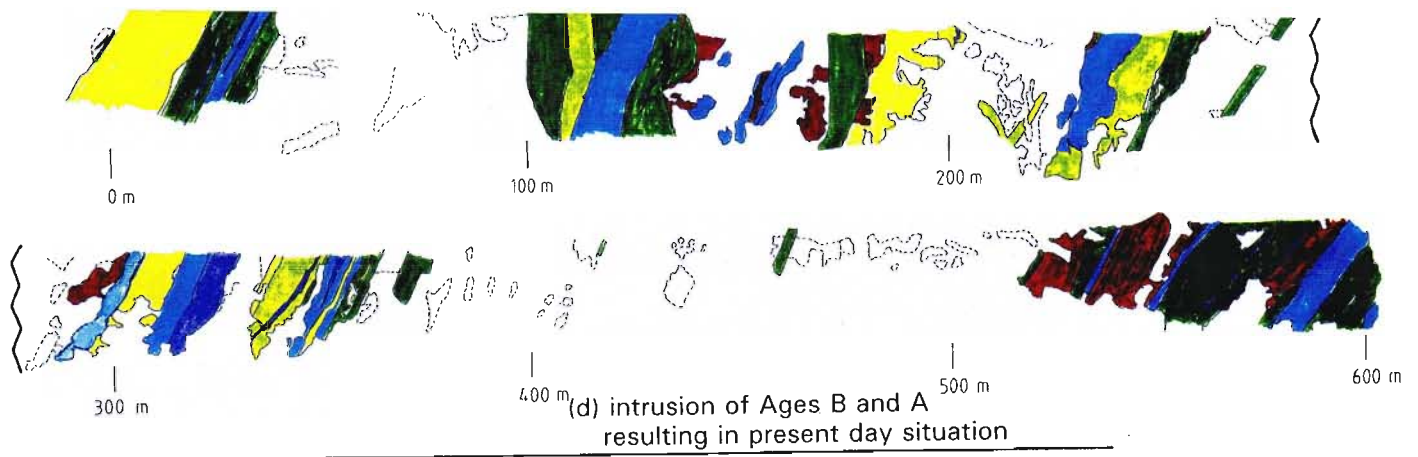 0 m
100 m
200 m
300 m
400 m
500 m
600 m
(d) intrusion of Ages B and A
resulting in present day situation